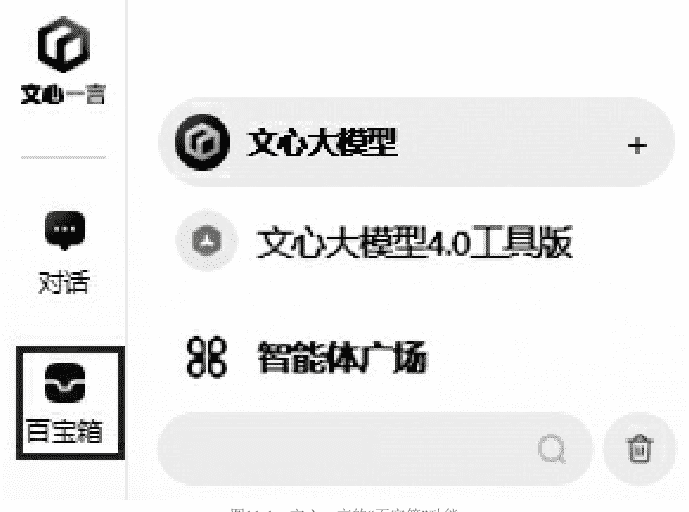 文心一言
对话
百宝箱
文心大模型
+
文心大模型4.0工具版
智能体广场